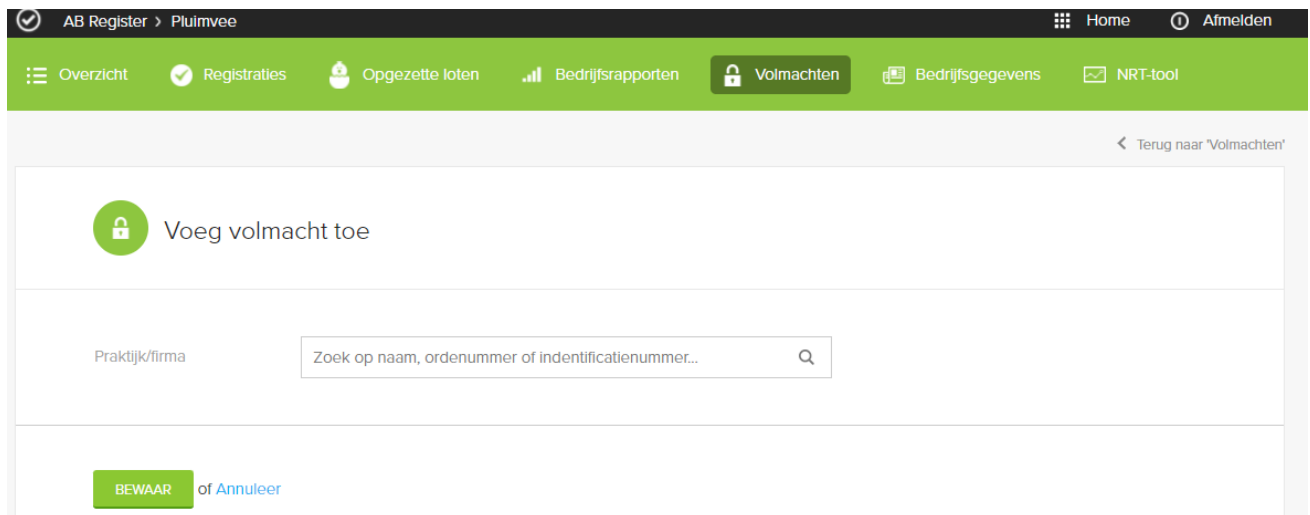 AB Register > Pluimvee Home Afmelden
Overzicht Registraties Opgezette loten Bedrijfsrapporten Volmachten Bedrijfsgegevens NRT-tool
Terug naar 'Volmachten'
Voeg volmacht toe
Praktijk/firma Zoek op naam, ordenummer of indentificatienummer...
BEWAAR of Annuleer